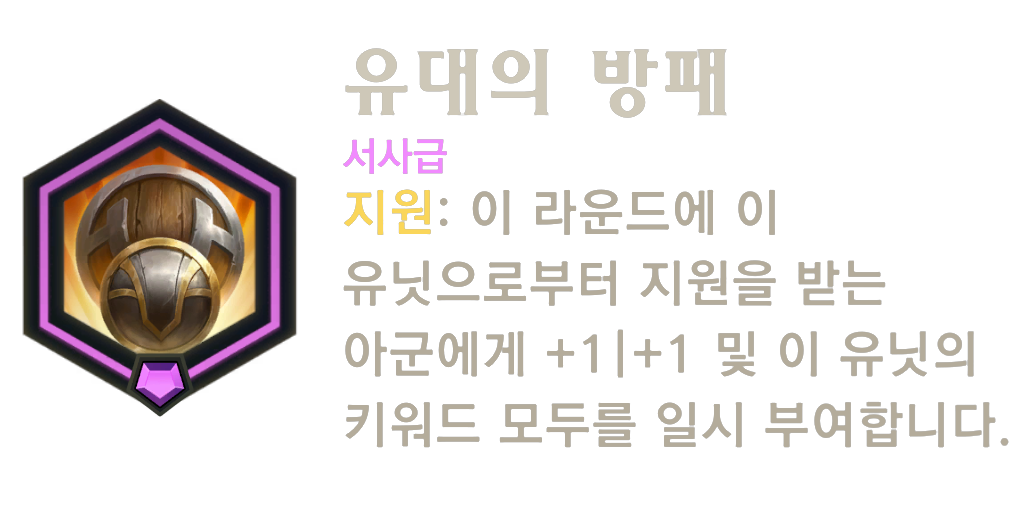 유대의 방패
서사급
지원: 이 라운드에 이
유닛으로부터 지원을 받는
아군에게 +1|+1 및 이 유닛의
키워드 모두를 일시 부여합니다.